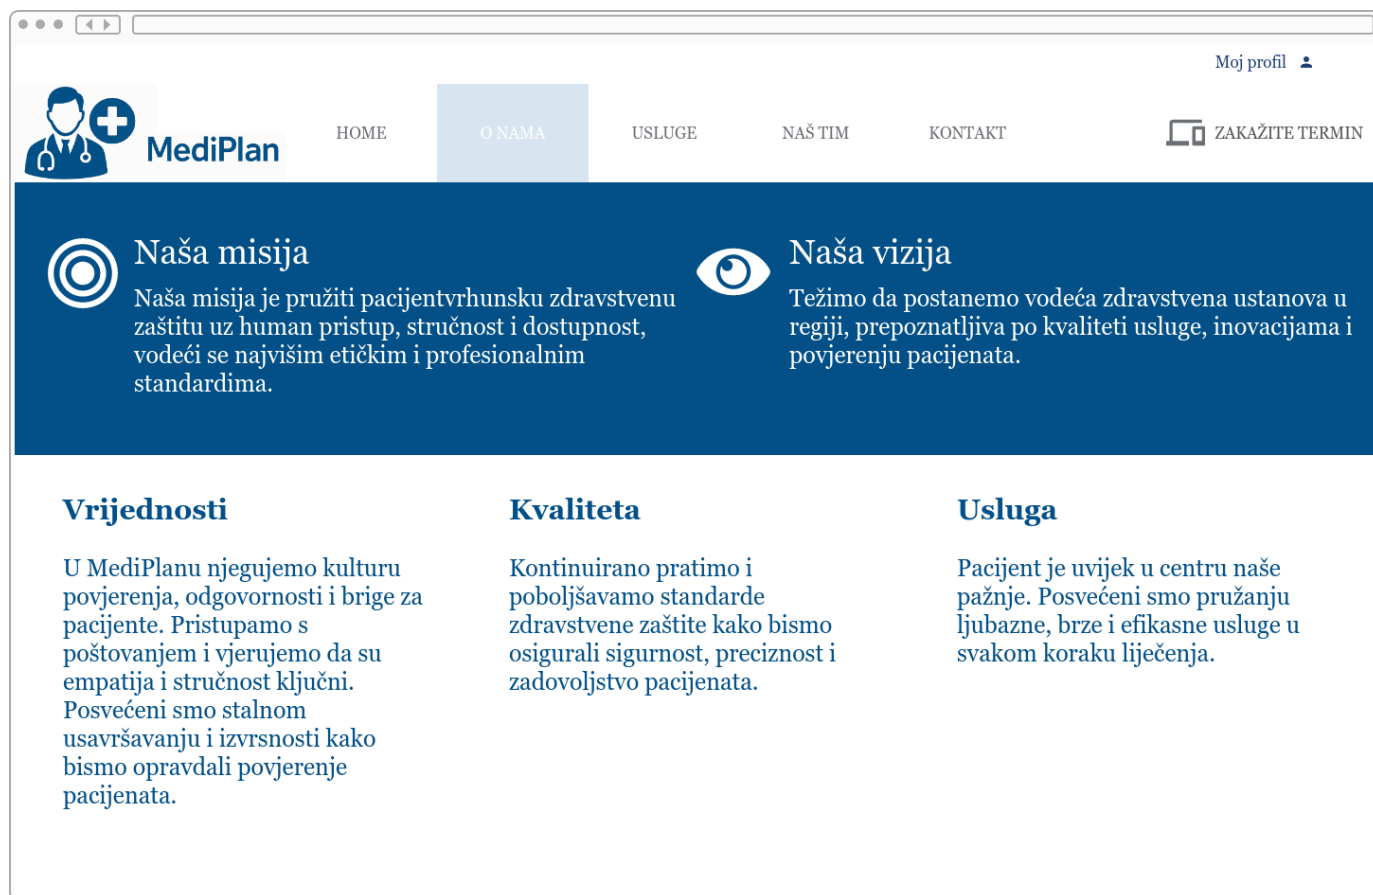 Moj profil
MediPlan
HOME
O NAMA
USLUGE
NAŠ TIM
KONTAKT
ZAKAŽITE TERMIN
Naša misija
Naša misija je pružiti pacijentvrhunsku zdravstvenu
zaštitu uz human pristup, stručnost i dostupnost,
vodeći se najvišim etičkim i profesionalnim
standardima.
Naša vizija
Težimo da postanemo vodeća zdravstvena ustanova u
regiji, prepoznatljiva po kvaliteti usluge, inovacijama i
povjerenju pacijenata.
Vrijednosti
U MediPlanu njegujemo kulturu
povjerenja, odgovornosti i brige za
pacijente. Pristupamo s
poštovanjem i vjerujemo da su
empatija i stručnost ključni.
Posvećeni smo stalnom
usavršavanju i izvrsnosti kako
bismo opravdali povjerenje
pacijenata.
Kvaliteta
Kontinuirano pratimo i
poboljšavamo standarde
zdravstvene zaštite kako bismo
osigurali sigurnost, preciznost i
zadovoljstvo pacijenata.
Usluga
Pacijent je uvijek u centru naše
pažnje. Posvećeni smo pružanju
ljubazne, brze i efikasne usluge u
svakom koraku liječenja.